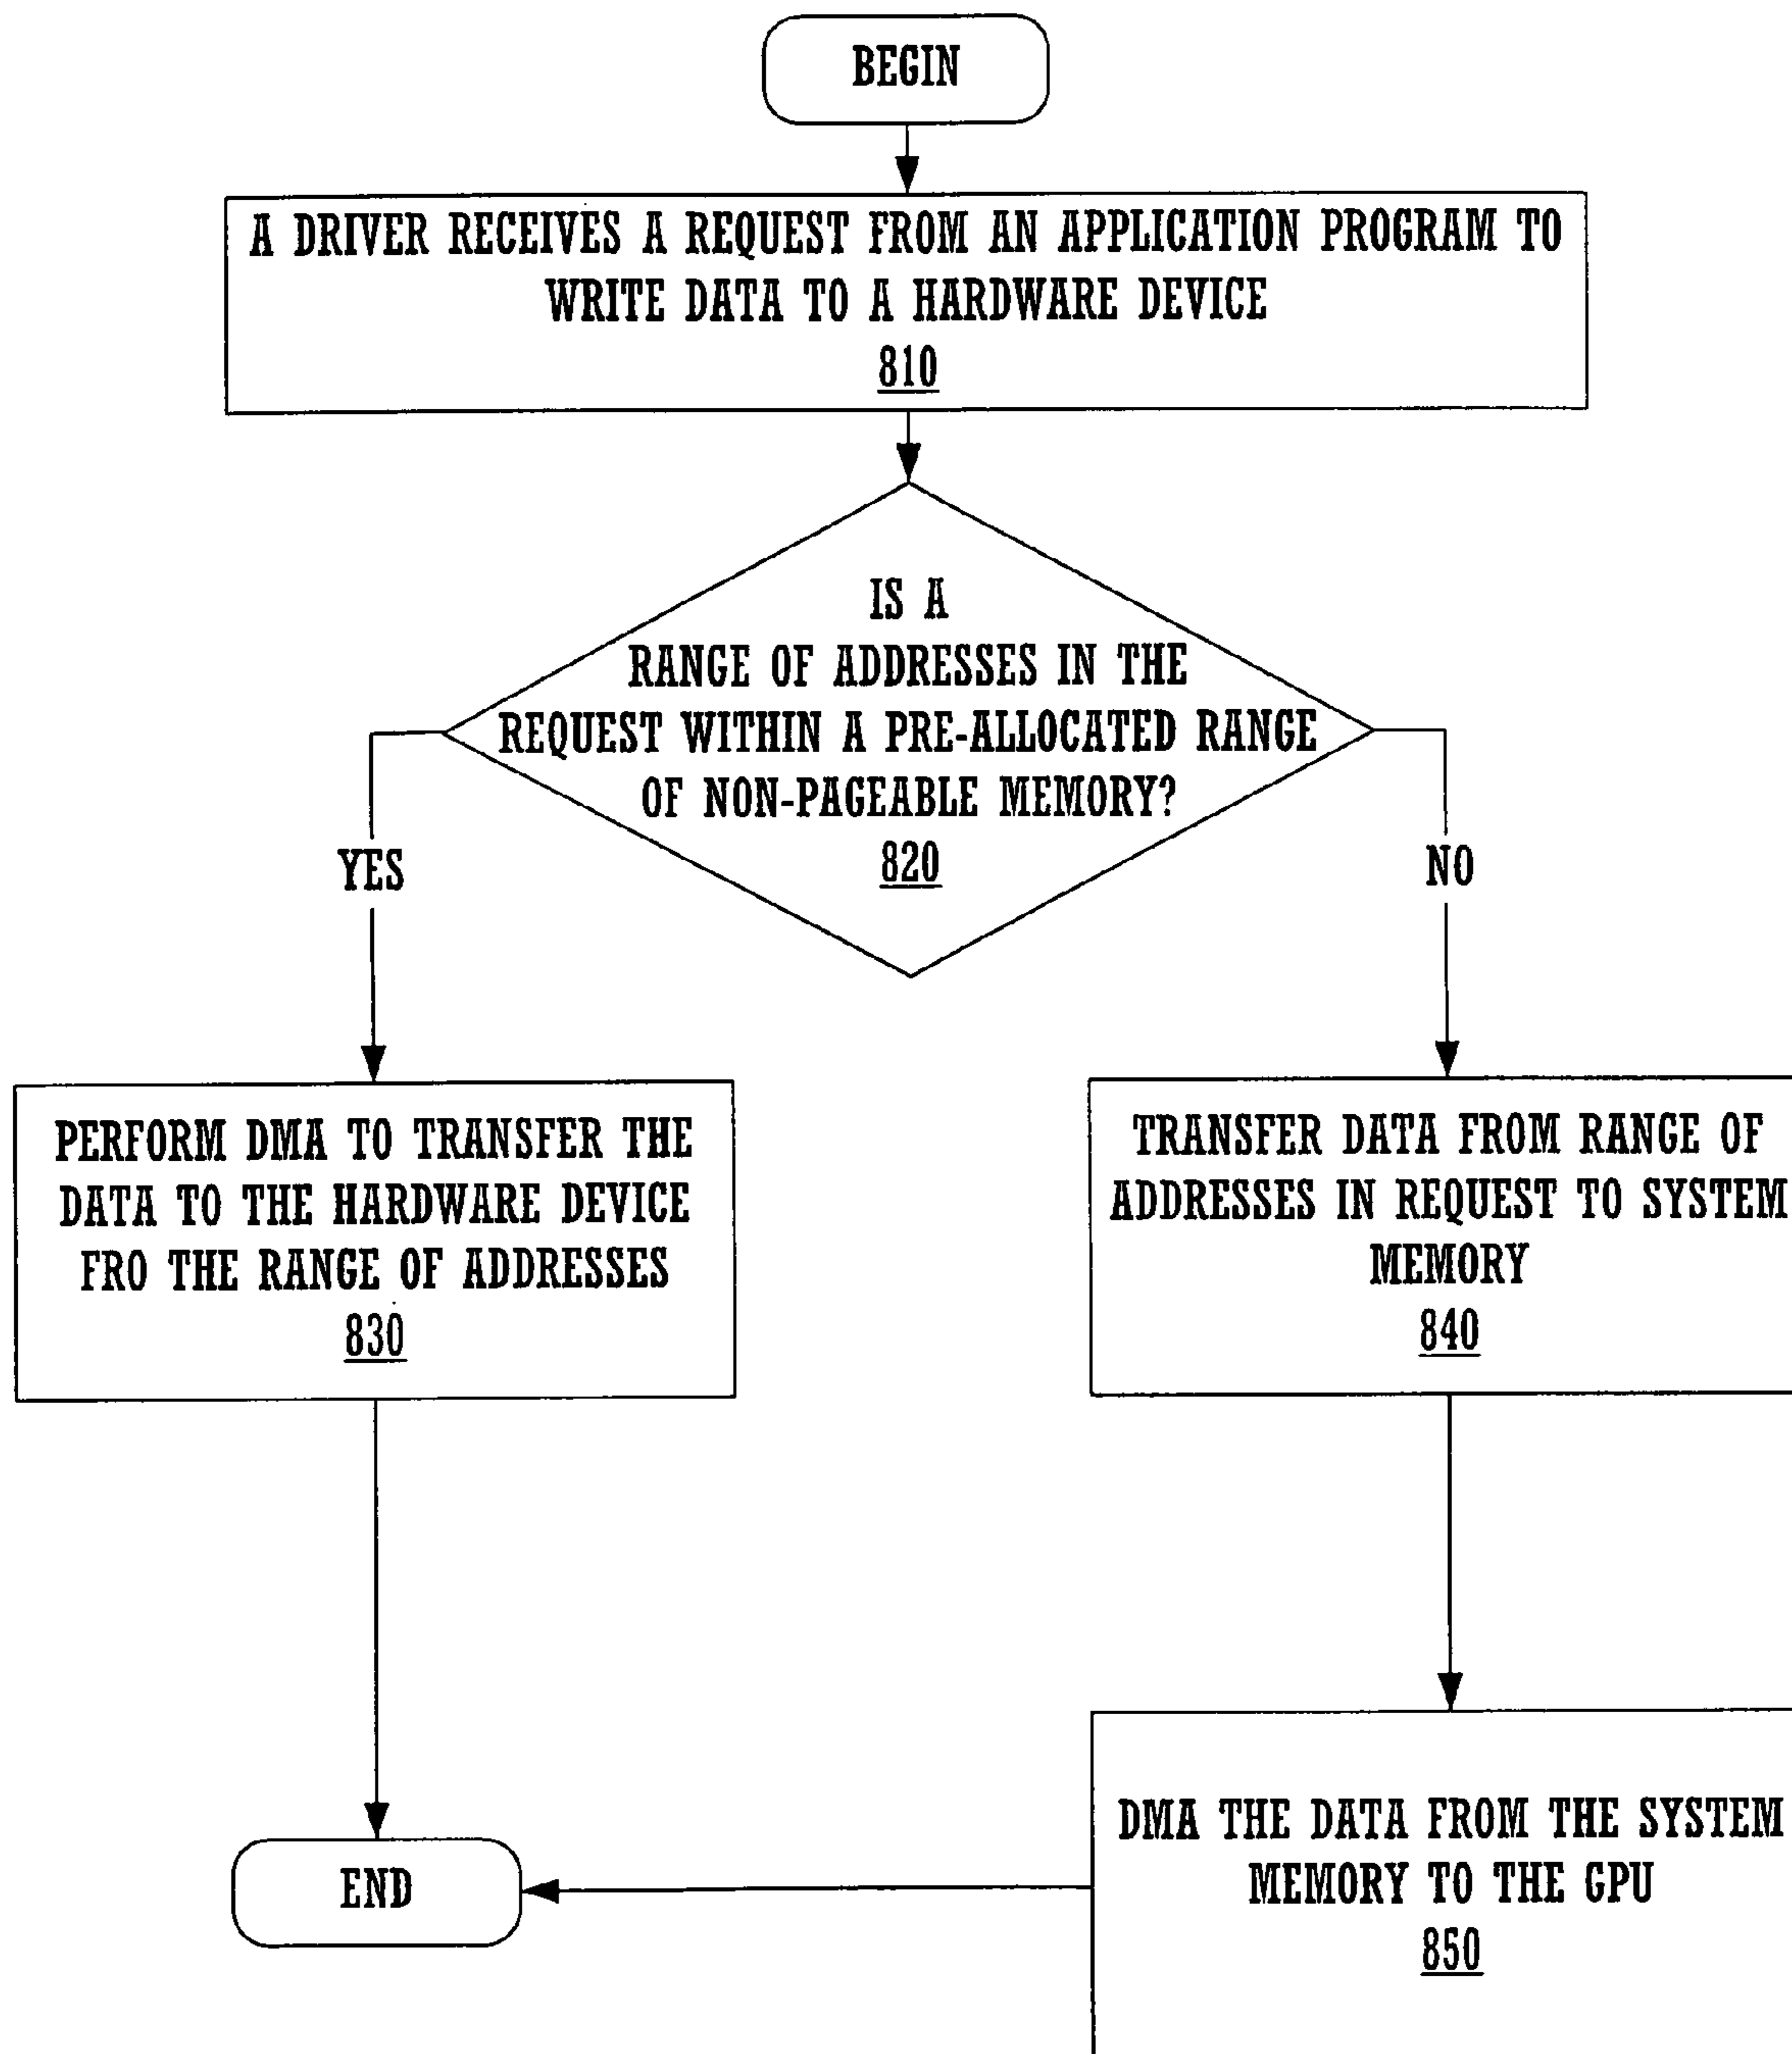 BEGIN
A DRIVER RECEIVES A REQUEST FROM AN APPLICATION PROGRAM TO
WRITE DATA TO A HARDWARE DEVICE
810
IS A
RANGE OF ADDRESSES IN THE
REQUEST WITHIN A PRE-ALLOCATED RANGE
OF NON-PAGEABLE MEMORY?
820
YES
NO
PERFORM DMA TO TRANSFER THE
DATA TO THE HARDWARE DEVICE
FRO THE RANGE OF ADDRESSES
830
TRANSFER DATA FROM RANGE OF
ADDRESSES IN REQUEST TO SYSTEM
MEMORY
840
END
DMA THE DATA FROM THE SYSTEM
MEMORY TO THE GPU
850